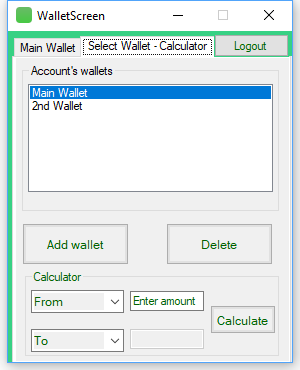 WalletScreen
Main Wallet
Select Wallet - Calculator
Logout
Account's wallets
Main Wallet
2nd Wallet
Add wallet
Delete
Calculator
From
Enter amount
To
Calculate